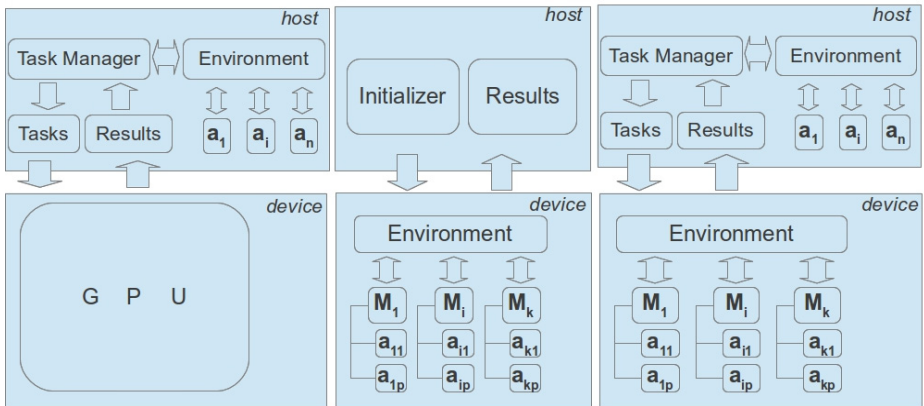 host
Task Manager
Environment
Tasks
Results
a1
ai
an
device
G P U
host
Initializer
Results
device
Environment
M1
Mi
Mk
a11
ai1
ak1
a1p
aip
akp
host
Task Manager
Environment
Tasks
Results
a1
ai
an
device
Environment
M1
Mi
Mk
a11
ai1
ak1
a1p
aip
akp